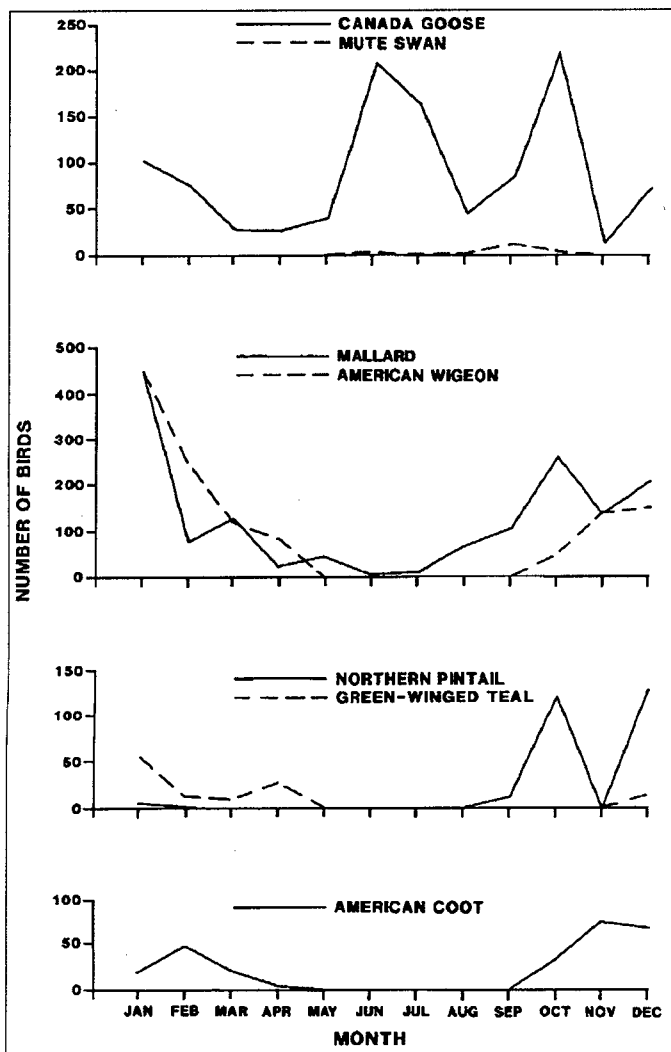 CANADA GOOSE
MUTE SWAN
250
200
150
100
50
0
MALLARD
AMERICAN WIGEON
500
400
300
200
100
0
NUMBER OF BIRDS
NORTHERN PINTAIL
GREEN-WINGED TEAL
150
100
50
0
AMERICAN COOT
100
50
0
JAN FEB MAR APR MAY JUN JUL AUG SEP OCT NOV DEC
MONTH